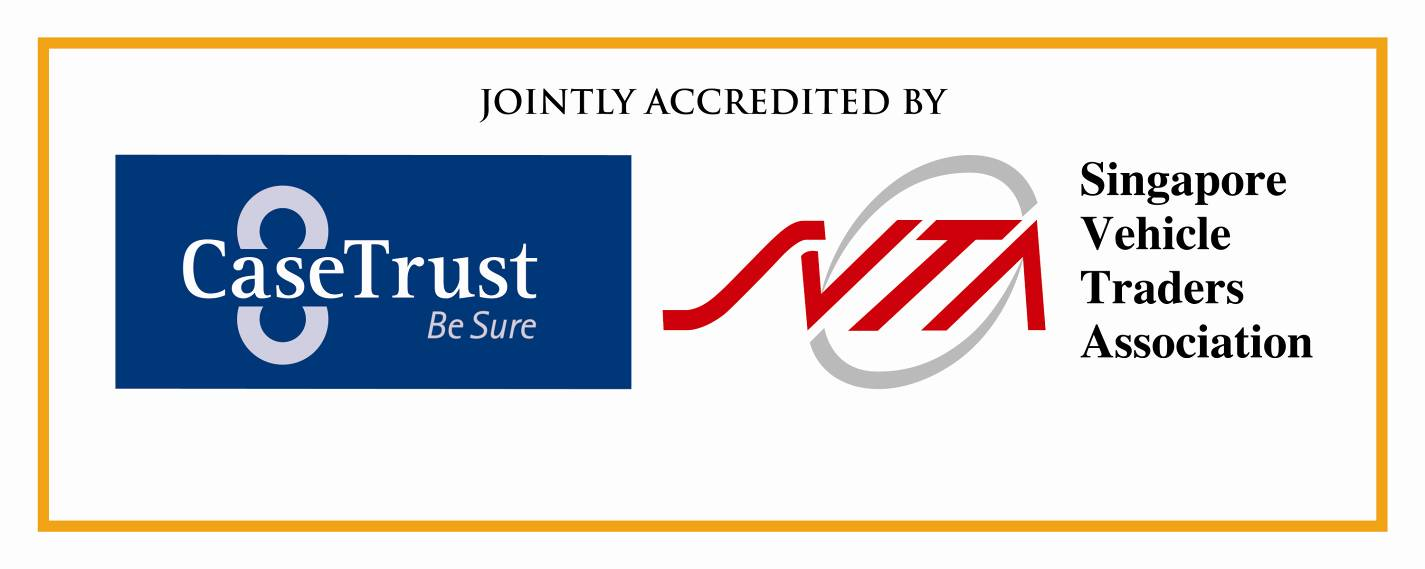 JOINTLY ACCREDITED BY
CaseTrust
Be Sure
SVTA
Singapore
Vehicle
Traders
Association